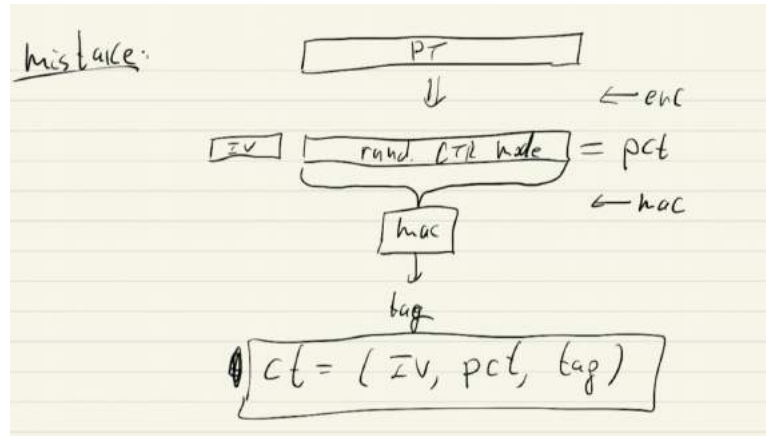 mistake:
PT
← enc
IV rand. CTR mode = pct
← mac
mac
tag
ct = ( IV, pct, tag )